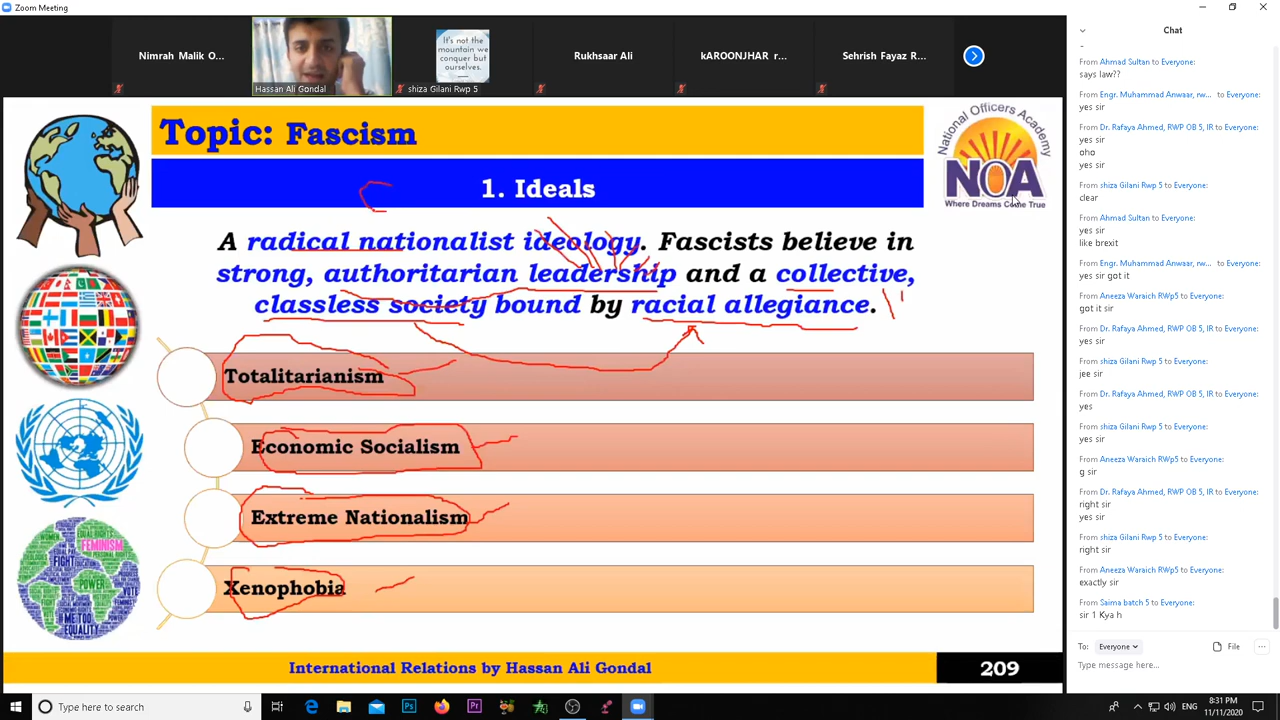 Zoom Meeting
Nimrah Malik O...
Hassan Ali Gondal
It's not the
mountain we
conquer but
ourselves.
shiza Gilani Rwp 5
Rukhsaar Ali
kAROONJHAR r...
Sehrish Fayaz R...
Topic: Fascism
1. Ideals
A radical nationalist ideology. Fascists believe in
strong, authoritarian leadership and a collective,
classless society bound by racial allegiance.
Totalitarianism
Economic Socialism
Extreme Nationalism
Xenophobia
National Officers Academy
NOA
Where Dreams Come True
FEMINISM
EQUAL RIGHTS
WOMEN
FIGHT
EDUCATION
POWER
VOTE
ME TOO
EQUALITY
International Relations by Hassan Ali Gondal
209
Chat
From Ahmad Sultan to Everyone:
says law??
From Engr. Muhammad Anwaar, rw... to Everyone:
yes sir
From Dr. Rafaya Ahmed, RWP OB 5, IR to Everyone:
yes sir
oho
yes sir
From shiza Gilani Rwp 5 to Everyone:
clear
From Ahmad Sultan to Everyone:
yes sir
like brexit
From Engr. Muhammad Anwaar, rw... to Everyone:
yes sir got it
From Aneeza Waraich RWp5 to Everyone:
got it sir
From Dr. Rafaya Ahmed, RWP OB 5, IR to Everyone:
yes sir
From shiza Gilani Rwp 5 to Everyone:
jee sir
From Dr. Rafaya Ahmed, RWP OB 5, IR to Everyone:
yes
From shiza Gilani Rwp 5 to Everyone:
yes sir
From Aneeza Waraich RWp5 to Everyone:
g sir
From Dr. Rafaya Ahmed, RWP OB 5, IR to Everyone:
right sir
yes sir
From shiza Gilani Rwp 5 to Everyone:
right sir
From Aneeza Waraich RWp5 to Everyone:
exactly sir
From Saima batch 5 to Everyone:
sir 1 Kya h
To: Everyone
File
Type message here...
Type here to search
ENG
8:31 PM
11/11/2020